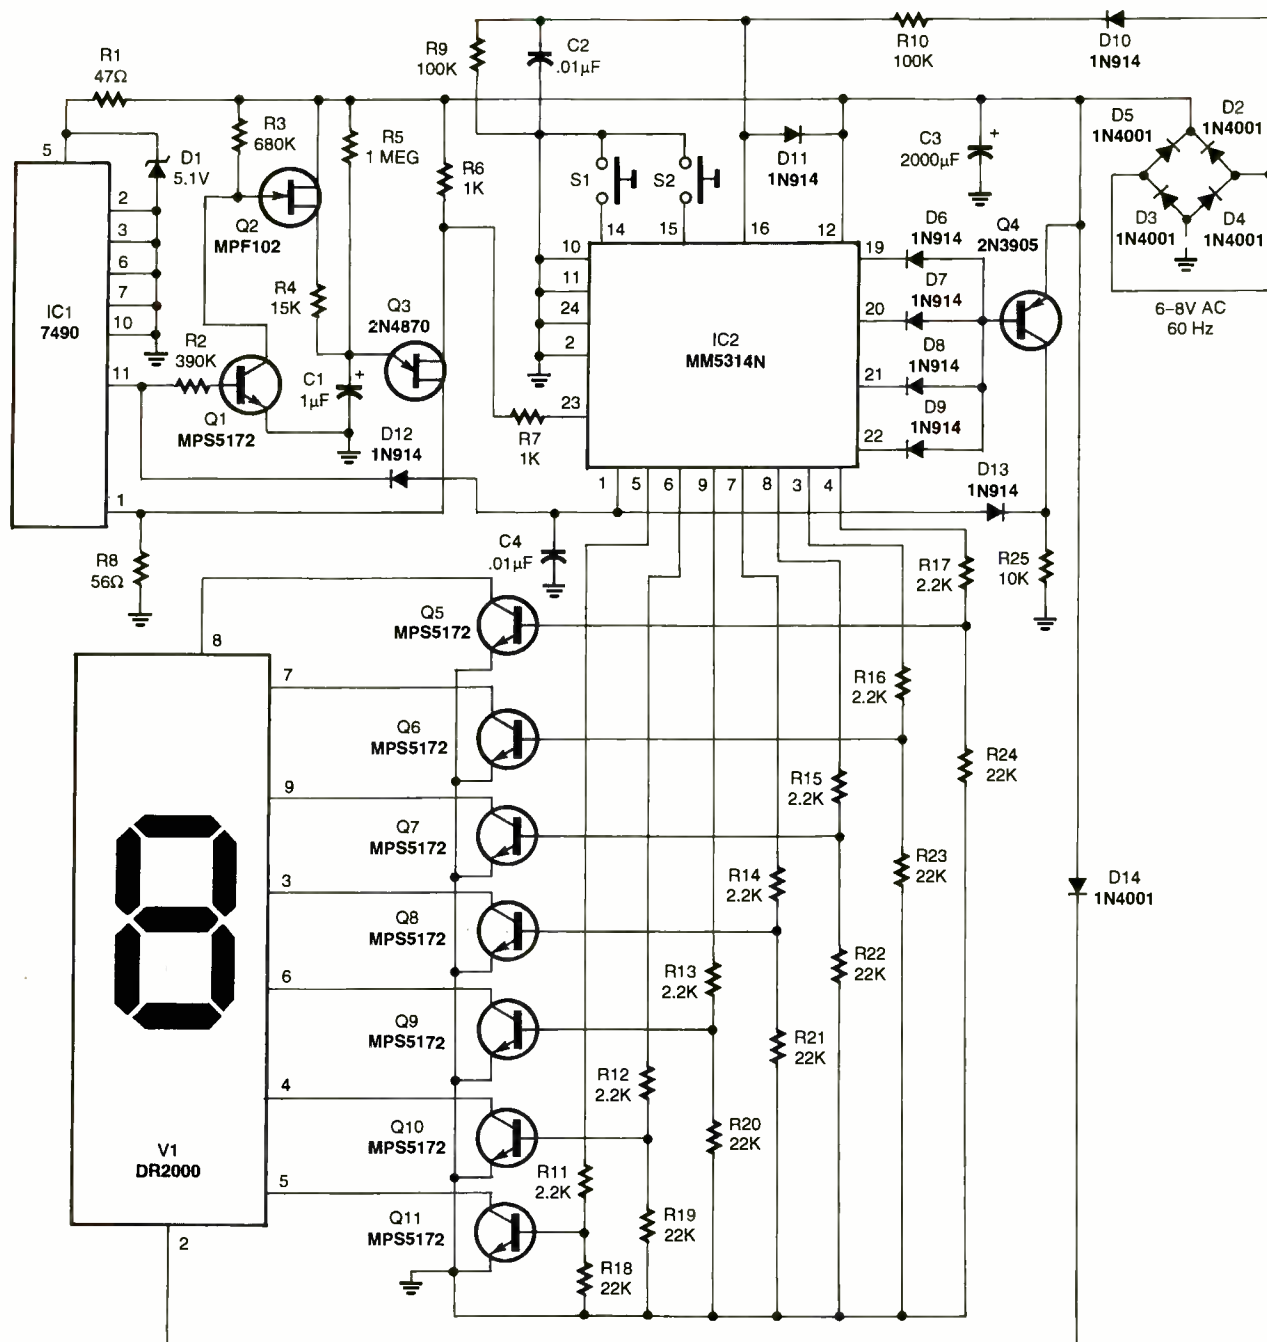 R1
47Ω
R3
680K
D1
5.1V
Q2
MPF102
R5
1 MEG
R6
1K
R9
100K
C2
.01µF
R10
100K
D10
1N914
S1
S2
D11
1N914
C3
2000µF
+
D5
1N4001
D2
1N4001
D3
1N4001
D4
1N4001
6–8V AC
60 Hz
5
2
3
6
7
10
11
1
IC1
7490
R2
390K
Q1
MPS5172
R4
15K
Q3
2N4870
C1
1µF
+
D12
1N914
R7
1K
R8
56Ω
C4
.01µF
14
15
16
12
10
11
24
2
23
19
20
21
22
IC2
MM5314N
1
5
6
9
7
8
3
4
D6
1N914
D7
1N914
D8
1N914
D9
1N914
Q4
2N3905
D13
1N914
R25
10K
R17
2.2K
R16
2.2K
R15
2.2K
R14
2.2K
R13
2.2K
R12
2.2K
R11
2.2K
R24
22K
R23
22K
R22
22K
R21
22K
R20
22K
R19
22K
R18
22K
D14
1N4001
8
7
9
3
6
4
5
2
V1
DR2000
Q5
MPS5172
Q6
MPS5172
Q7
MPS5172
Q8
MPS5172
Q9
MPS5172
Q10
MPS5172
Q11
MPS5172